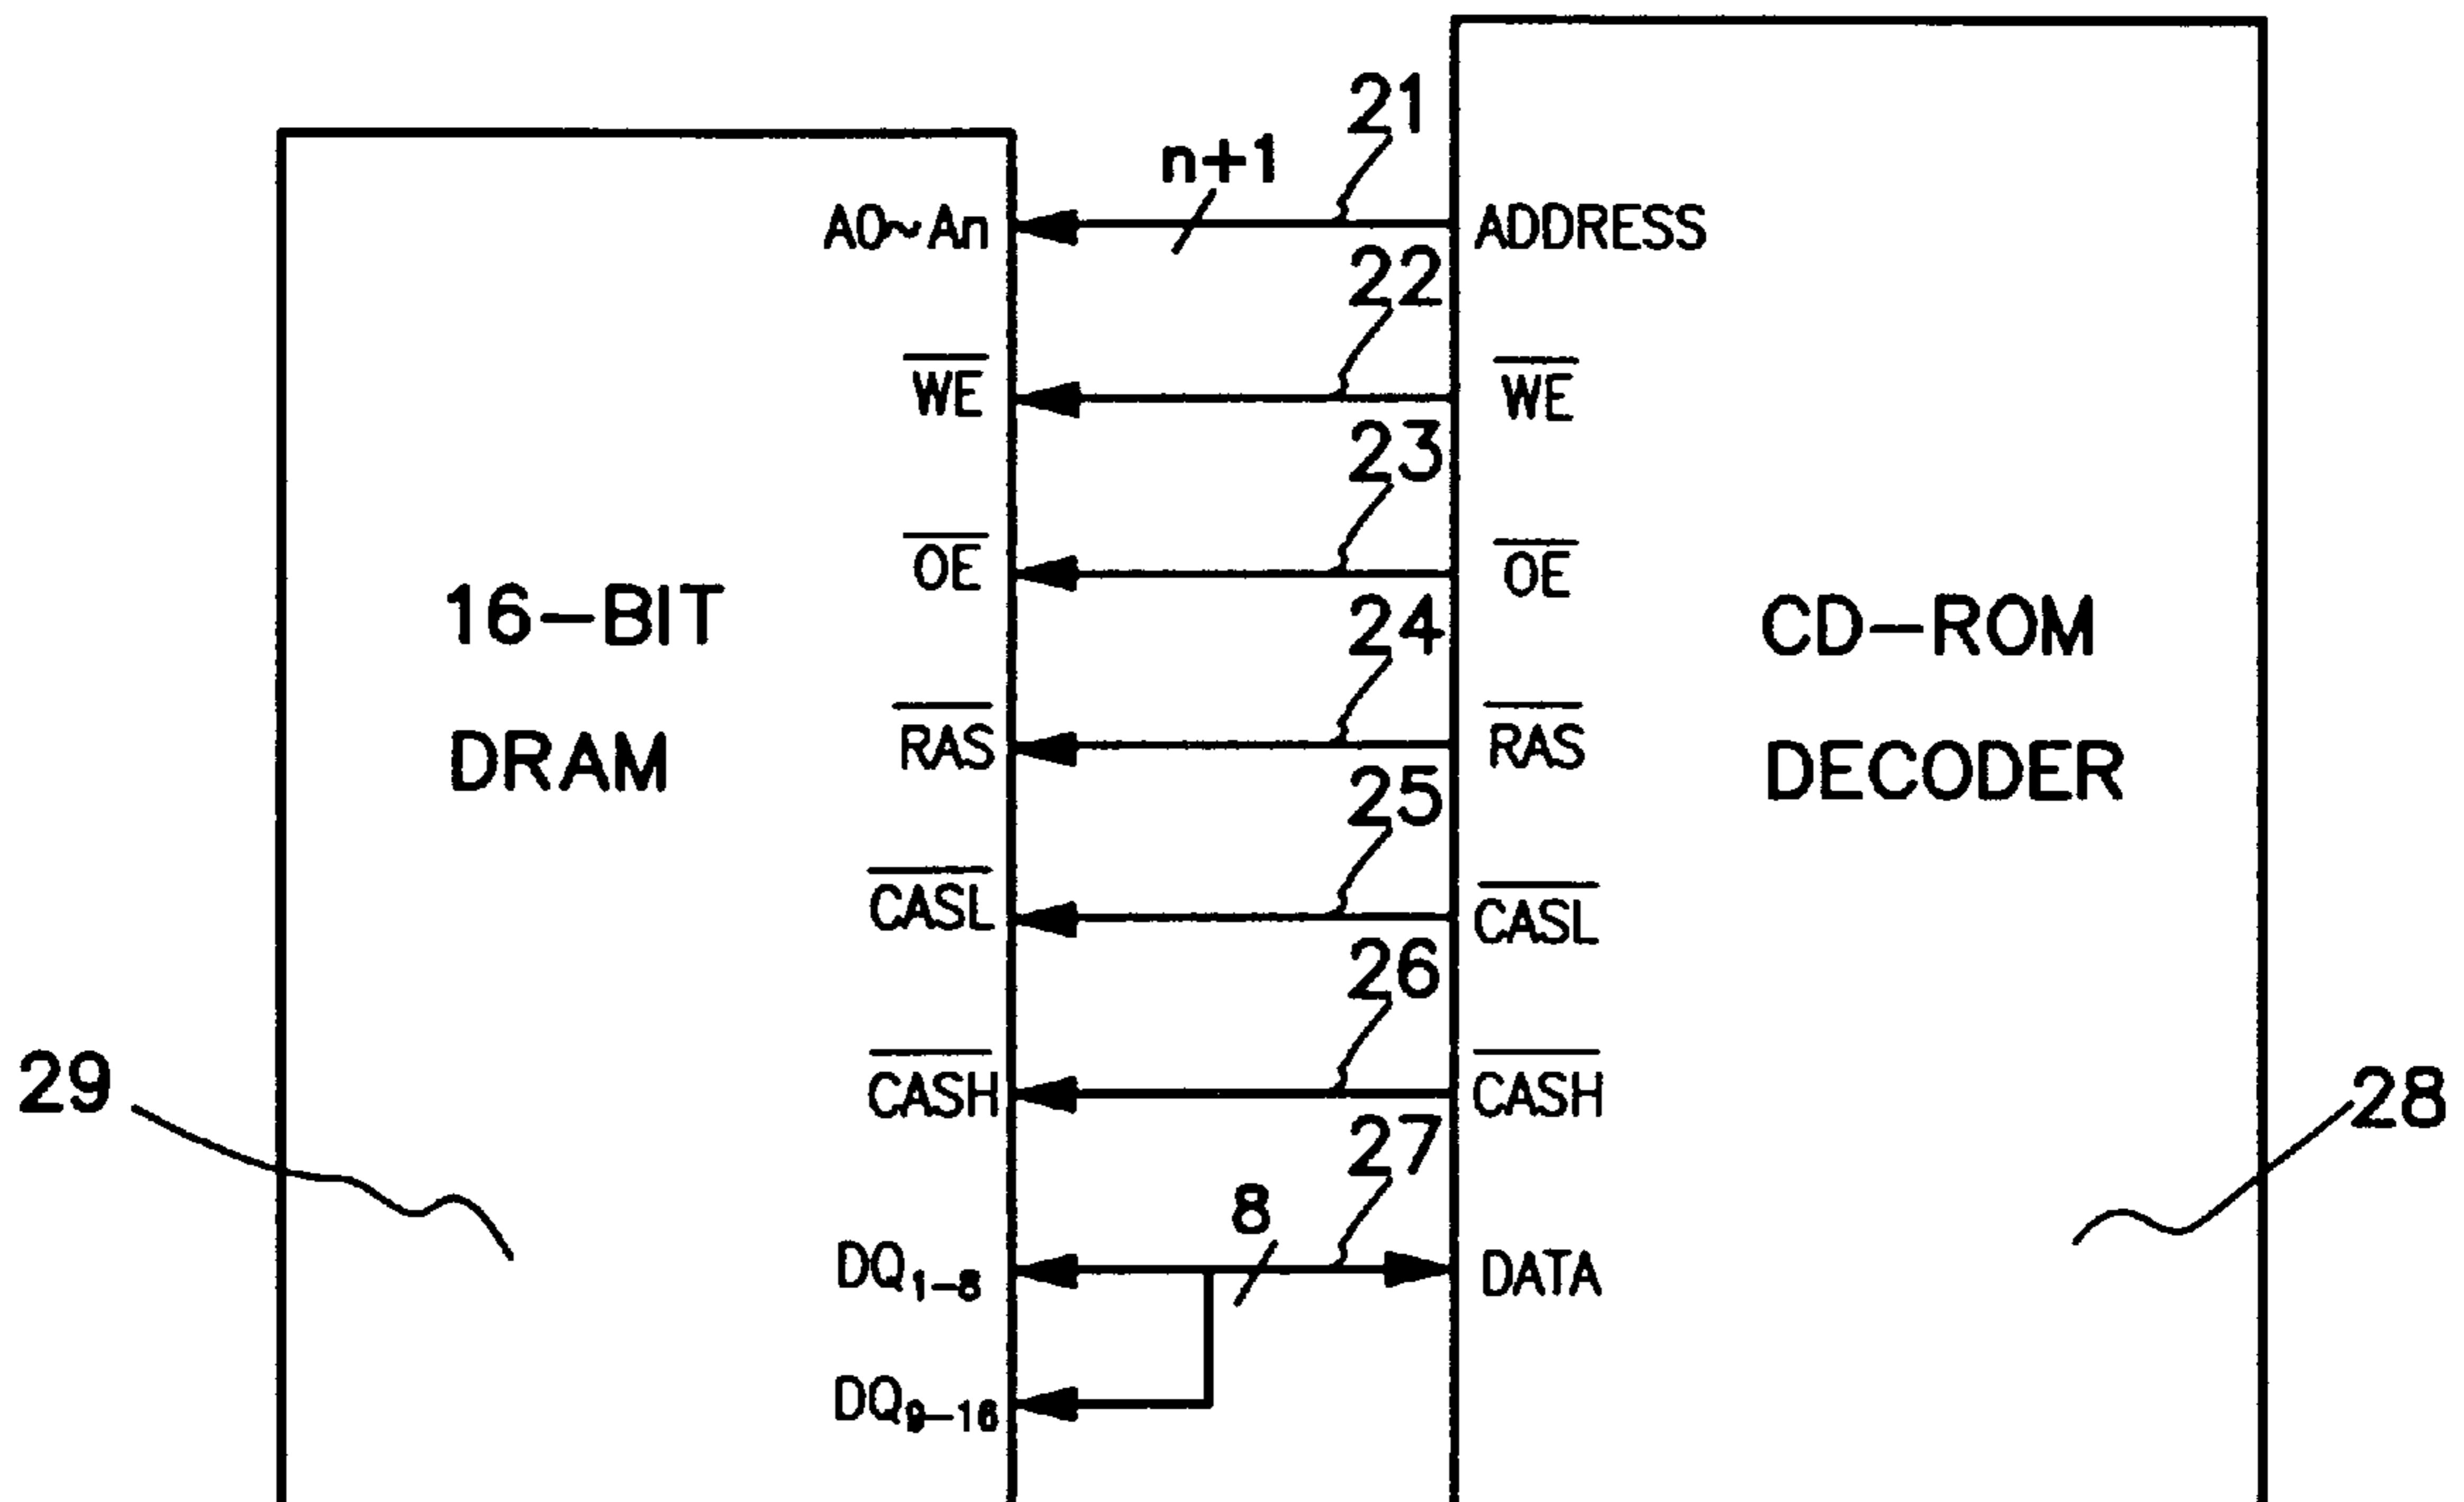 21
n+1
A0~An
ADDRESS
22
WE
WE
23
OE
OE
16-BIT
DRAM
24
CD-ROM
DECODER
RAS
RAS
25
CASL
CASL
26
29
CASH
CASH
28
27
8
DQ1-8
DATA
DQ9-16